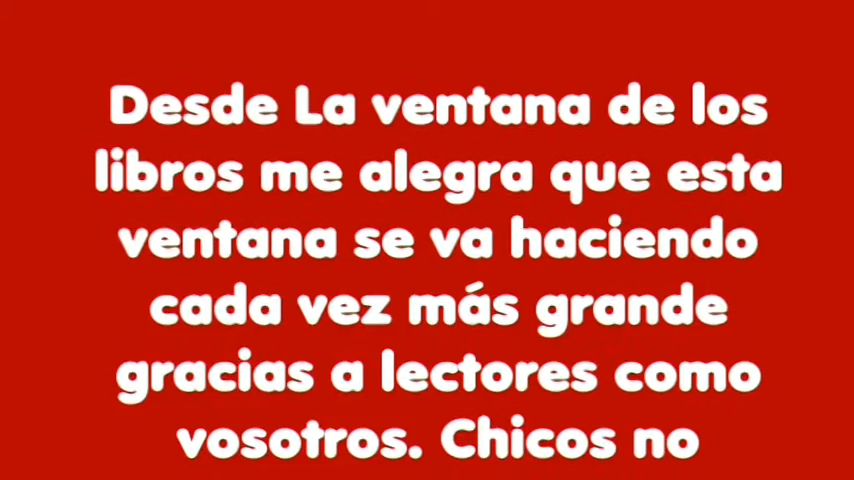 Desde La ventana de los
libros me alegra que esta
ventana se va haciendo
cada vez más grande
gracias a lectores como
vosotros. Chicos no